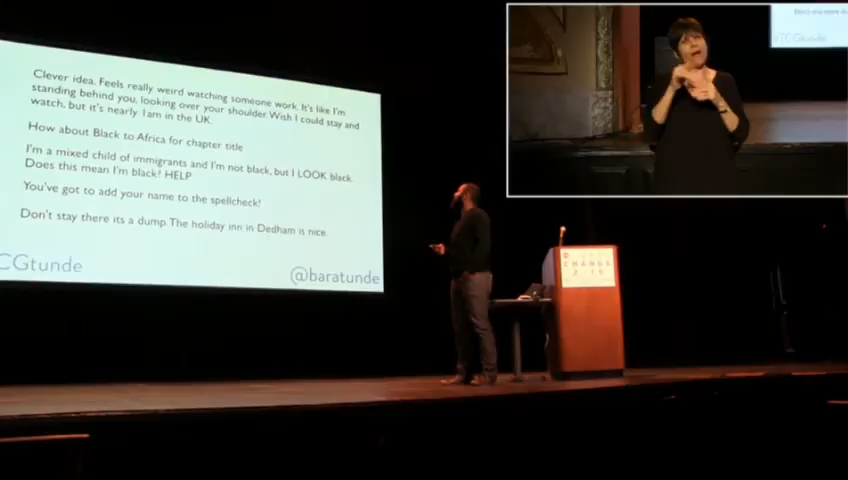 Clever idea. Feels really weird watching someone work. It's like I'm
standing behind you, looking over your shoulder. Wish I could stay and
watch, but it's nearly 1am in the UK.
How about Black to Africa for chapter title
I'm a mixed child of immigrants and I'm not black, but I LOOK black.
Does this mean I'm black? HELP
You've got to add your name to the spellcheck!
Don't stay there its a dump. The holiday inn in Dedham is nice.
CGtunde
@baratunde
CHANGE
TCGtunde